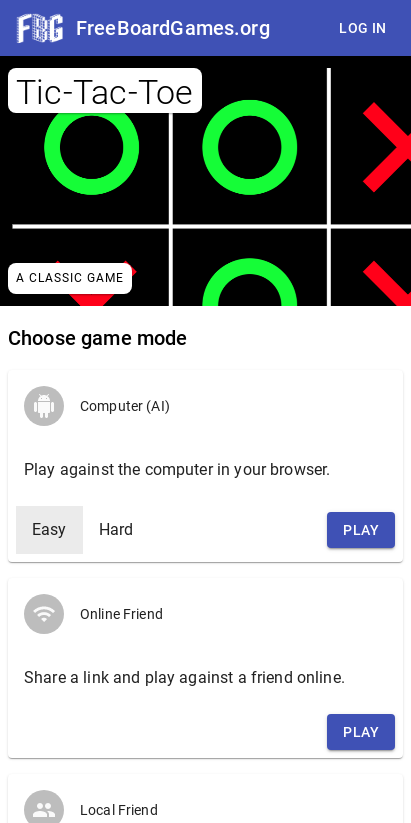 FBG FreeBoardGames.org LOG IN
Tic-Tac-Toe
A CLASSIC GAME
Choose game mode
Computer (AI)
Play against the computer in your browser.
Easy Hard PLAY
Online Friend
Share a link and play against a friend online.
PLAY
Local Friend